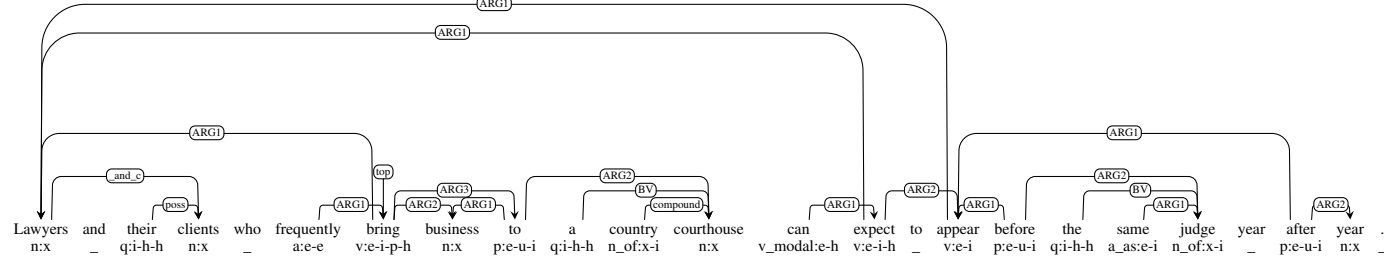 ARG1
ARG1
ARG1 ARG1
_and_c top ARG2 ARG2
ARG3 BV ARG2 BV
poss ARG1 ARG2 ARG1 compound ARG1 ARG1 ARG1 ARG2
Lawyers and their clients who frequently bring business to a country courthouse can expect to appear before the same judge year after year .
n:x _ q:i-h-h n:x _ a:e-e v:e-i-p-h n:x p:e-u-i q:i-h-h n_of:x-i n:x v_modal:e-h v:e-i-h _ v:e-i p:e-u-i q:i-h-h a_as:e-i n_of:x-i _ p:e-u-i n:x _